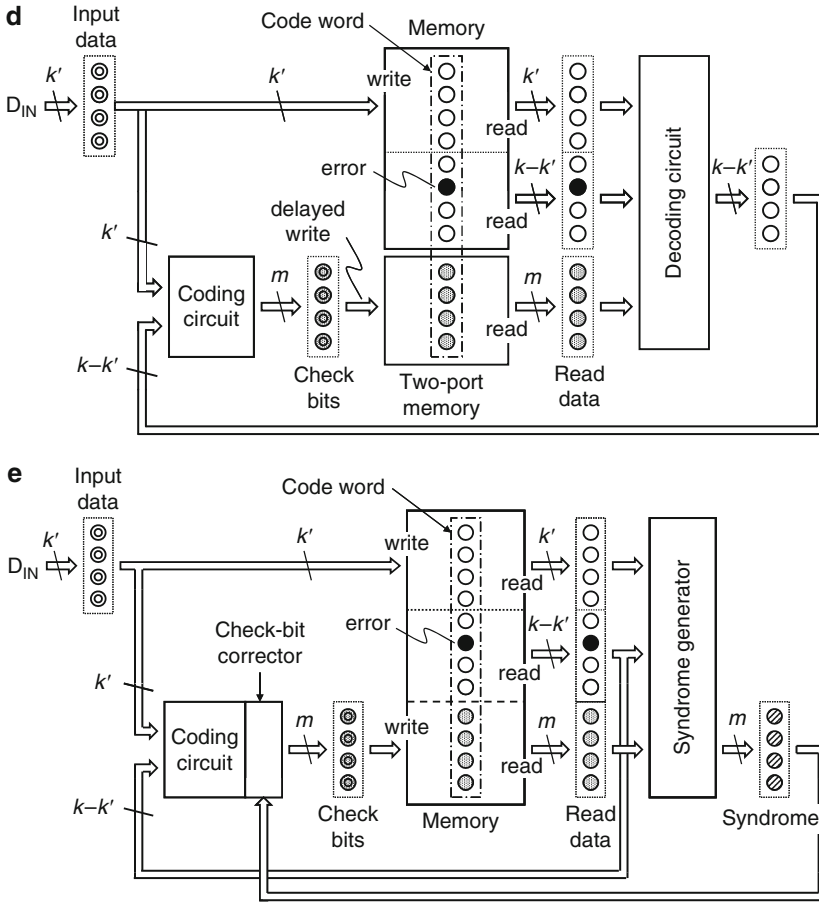 d
Input
data
Code word
Memory
k′
k′
write
k′
D_IN
read
error
k−k′
k−k′
delayed
write
read
Decoding circuit
k′
m
m
Coding
circuit
read
k−k′
Check
bits
Two-port
memory
Read
data
e
Input
data
Code word
k′
k′
write
k′
D_IN
read
Check-bit
corrector
error
k−k′
read
Syndrome generator
k′
m
write
m
m
Coding
circuit
read
k−k′
Check
bits
Memory
Read
data
Syndrome